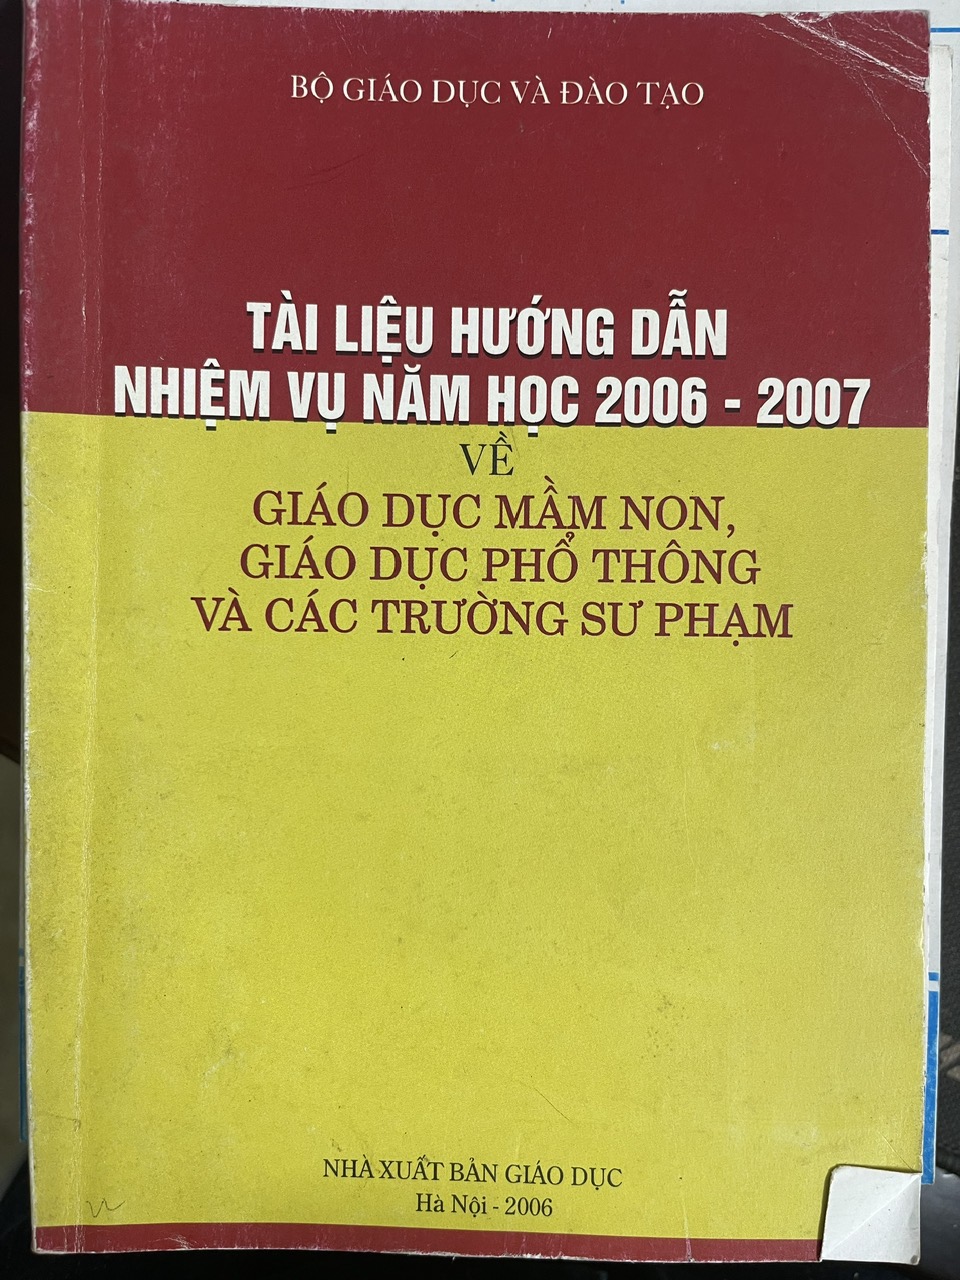 BỘ GIÁO DỤC VÀ ĐÀO TẠO
TÀI LIỆU HƯỚNG DẪN
NHIỆM VỤ NĂM HỌC 2006 - 2007
VỀ
GIÁO DỤC MẦM NON,
GIÁO DỤC PHỔ THÔNG
VÀ CÁC TRƯỜNG SƯ PHẠM
NHÀ XUẤT BẢN GIÁO DỤC
Hà Nội - 2006